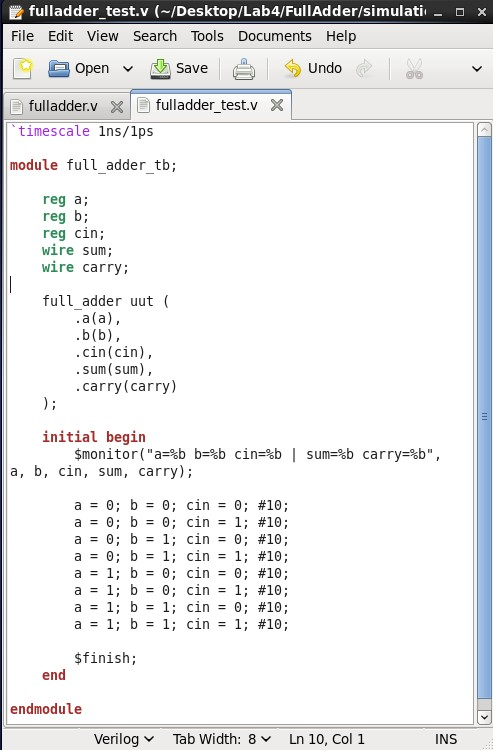 fulladder_test.v (~/Desktop/Lab4/FullAdder/simulati
File Edit View Search Tools Documents Help
Open Save Undo
fulladder.v fulladder_test.v
`timescale 1ns/1ps
module full_adder_tb;
reg a;
reg b;
reg cin;
wire sum;
wire carry;
full_adder uut (
.a(a),
.b(b),
.cin(cin),
.sum(sum),
.carry(carry)
);
initial begin
$monitor("a=%b b=%b cin=%b | sum=%b carry=%b",
a, b, cin, sum, carry);
a = 0; b = 0; cin = 0; #10;
a = 0; b = 0; cin = 1; #10;
a = 0; b = 1; cin = 0; #10;
a = 0; b = 1; cin = 1; #10;
a = 1; b = 0; cin = 0; #10;
a = 1; b = 0; cin = 1; #10;
a = 1; b = 1; cin = 0; #10;
a = 1; b = 1; cin = 1; #10;
$finish;
end
endmodule
Verilog Tab Width: 8 Ln 10, Col 1 INS